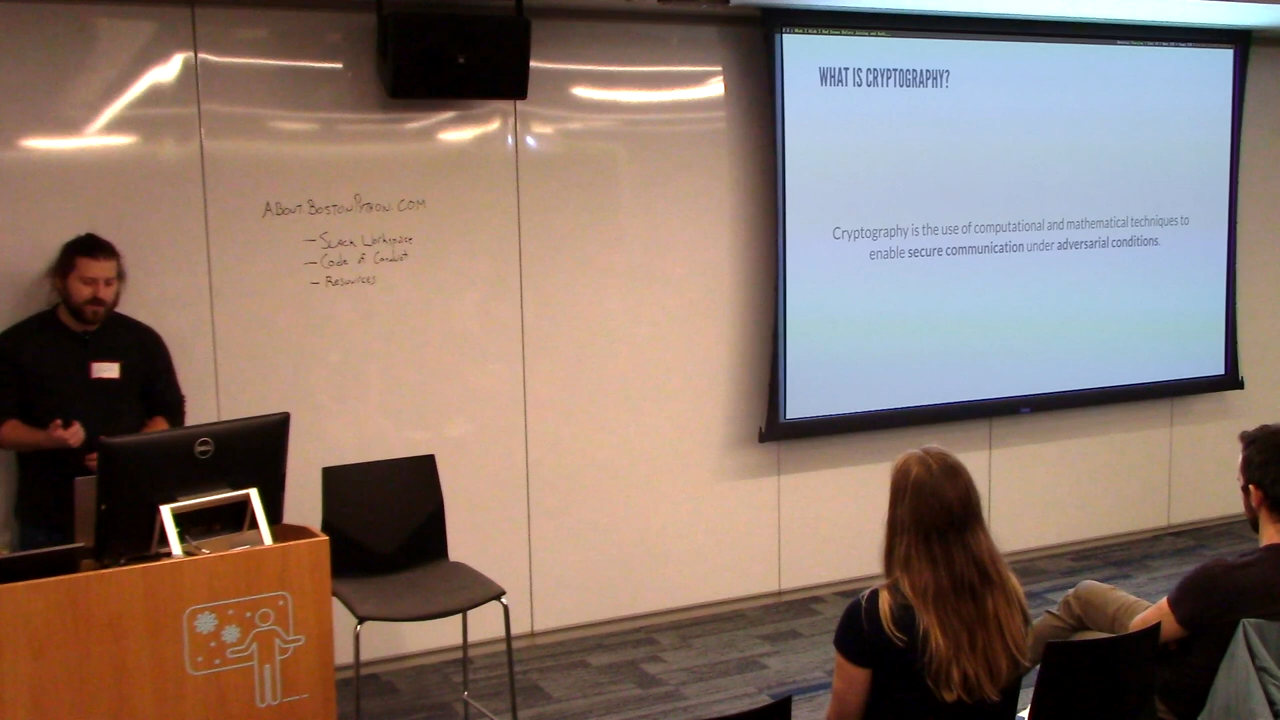 ABOUT.BOSTONPYTHON.COM
- Slack Workspace
- Code of Conduct
- Resources
WHAT IS CRYPTOGRAPHY?
Cryptography is the use of computational and mathematical techniques to
enable secure communication under adversarial conditions.
DELL